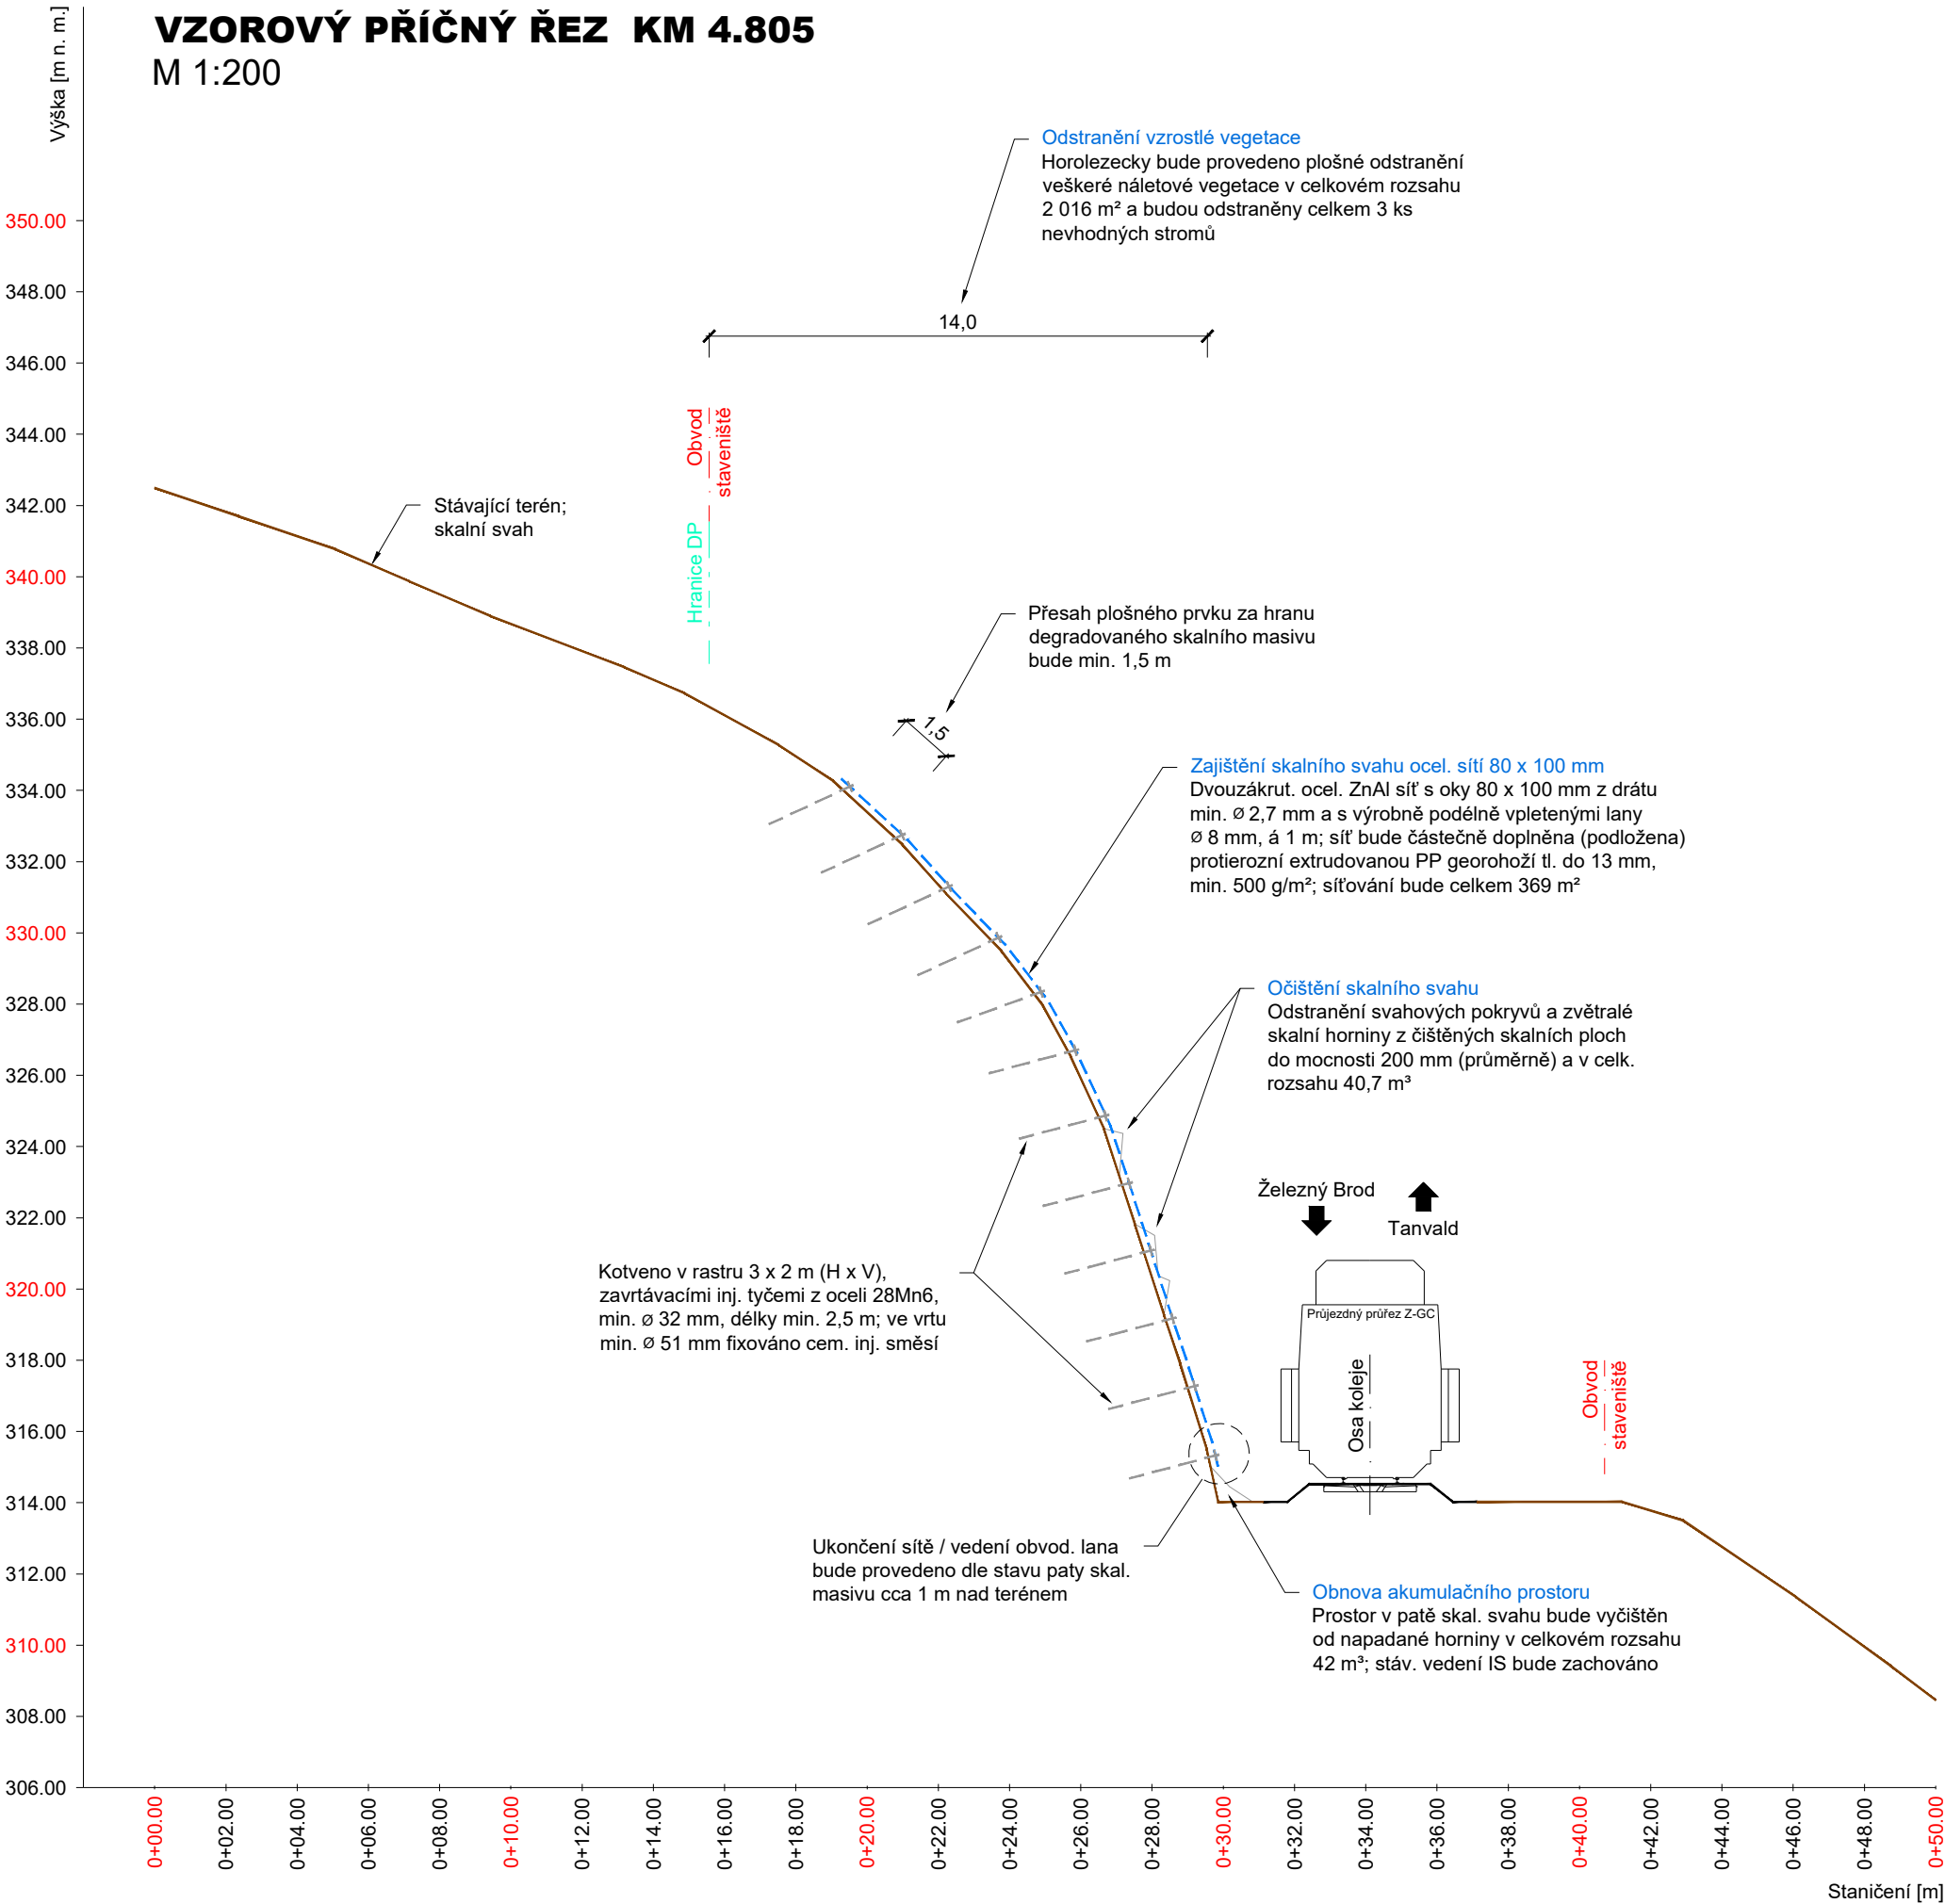 VZOROVÝ PŘÍČNÝ ŘEZ  KM 4.805
M 1:200
Výška [m n. m.]
Odstranění vzrostlé vegetace
Horolezecky bude provedeno plošné odstranění
veškeré náletové vegetace v celkovém rozsahu
2 016 m² a budou odstraněny celkem 3 ks
nevhodných stromů
14,0
Obvod
staveniště
Hranice DP
Stávající terén;
skalní svah
Přesah plošného prvku za hranu
degradovaného skalního masivu
bude min. 1,5 m
1,5
Zajištění skalního svahu ocel. sítí 80 x 100 mm
Dvouzákrut. ocel. ZnAl síť s oky 80 x 100 mm z drátu
min. ⌀ 2,7 mm a s výrobně podélně vpletenými lany
⌀ 8 mm, á 1 m; síť bude částečně doplněna (podložena)
protierozní extrudovanou PP georohoží tl. do 13 mm,
min. 500 g/m²; síťování bude celkem 369 m²
Očištění skalního svahu
Odstranění svahových pokryvů a zvětralé
skalní horniny z čištěných skalních ploch
do mocnosti 200 mm (průměrně) a v celk.
rozsahu 40,7 m³
Železný Brod
Tanvald
Kotveno v rastru 3 x 2 m (H x V),
zavrtávacími inj. tyčemi z oceli 28Mn6,
min. ⌀ 32 mm, délky min. 2,5 m; ve vrtu
min. ⌀ 51 mm fixováno cem. inj. směsí
Průjezdný průřez Z-GC
Osa koleje
Obvod
staveniště
Ukončení sítě / vedení obvod. lana
bude provedeno dle stavu paty skal.
masivu cca 1 m nad terénem
Obnova akumulačního prostoru
Prostor v patě skal. svahu bude vyčištěn
od napadané horniny v celkovém rozsahu
42 m³; stáv. vedení IS bude zachováno
350.00
348.00
346.00
344.00
342.00
340.00
338.00
336.00
334.00
332.00
330.00
328.00
326.00
324.00
322.00
320.00
318.00
316.00
314.00
312.00
310.00
308.00
306.00
0+00.00
0+02.00
0+04.00
0+06.00
0+08.00
0+10.00
0+12.00
0+14.00
0+16.00
0+18.00
0+20.00
0+22.00
0+24.00
0+26.00
0+28.00
0+30.00
0+32.00
0+34.00
0+36.00
0+38.00
0+40.00
0+42.00
0+44.00
0+46.00
0+48.00
0+50.00
Staničení [m]